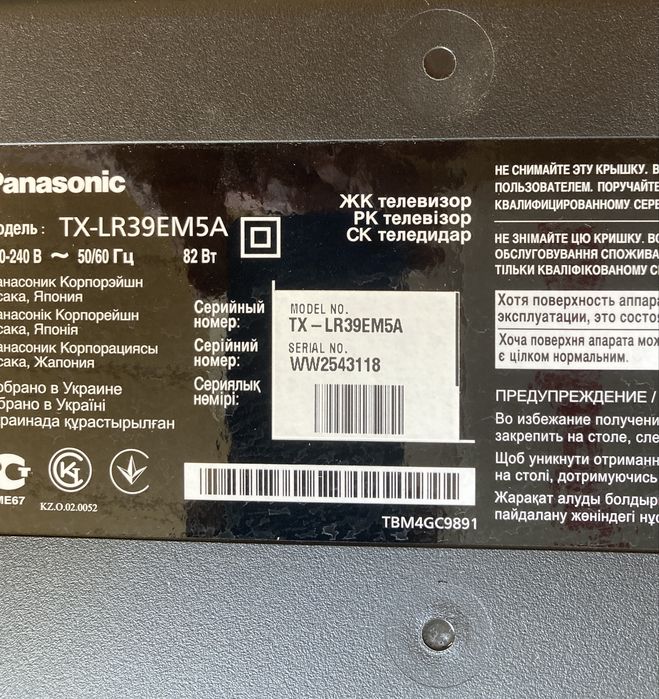 Panasonic
TX-LR39EM5A
0-240 В ~ 50/60 Гц 82 Вт
ЖК телевизор
РК телевізор
СК теледидар
анасоник Корпорэйшн
сака, Япония
анасонік Корпорейшн
сака, Японія
анасоник Корпорациясы
сака, Жапония
обрано в Украине
брано в Україні
краинада құрастырылған
ME67
KZ.O.02.0052
Серийный
номер:
Серійний
номер:
Сериялық
нөмірі:
MODEL NO.
TX-LR39EM5A
SERIAL NO.
WW2543118
TBM4GC9891
НЕ СНИМАЙТЕ ЭТУ КРЫШКУ. В
ПОЛЬЗОВАТЕЛЕМ. ПОРУЧАЙТЕ
КВАЛИФИЦИРОВАННОМУ СЕР
НЕ ЗНІМАЙТЕ ЦЮ КРИШКУ. ВС
ОБСЛУГОВУВАННЯ СПОЖИВА
ТІЛЬКИ КВАЛІФІКОВАНОМУ С
Хотя поверхность аппара
эксплуатации, это состо
Хоча поверхня апарата мож
є цілком нормальним.
ПРЕДУПРЕЖДЕНИЕ /
Во избежание получени
закрепить на столе, сле
Щоб уникнути отриманн
на столі, дотримуючись
Жарақат алуды болдыр
пайдалану жөніндегі нұс